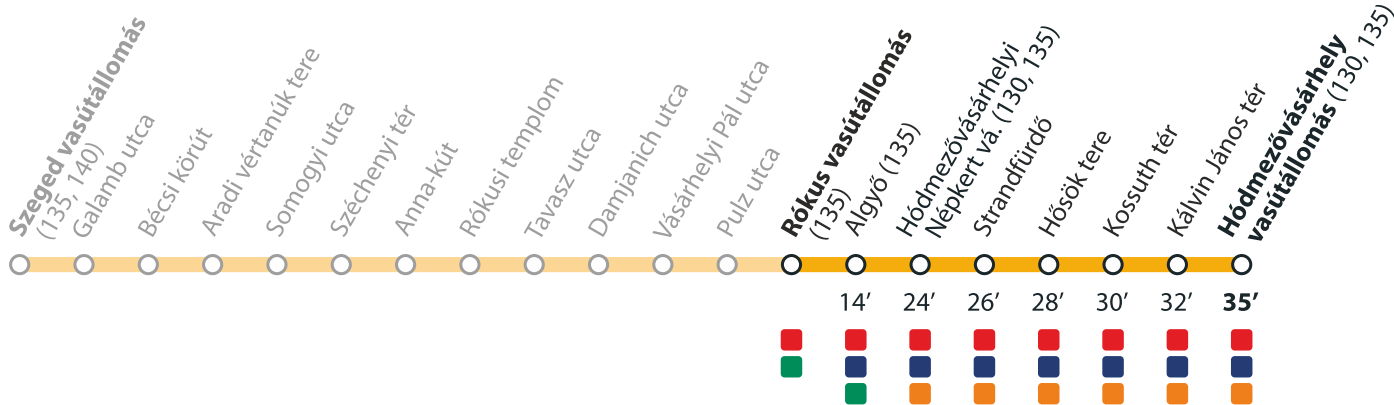 Szeged vasútállomás
(135, 140)
Galamb utca
Bécsi körút
Aradi vértanúk tere
Somogyi utca
Széchenyi tér
Anna-kút
Rókusi templom
Tavasz utca
Damjanich utca
Vásárhelyi Pál utca
Pulz utca
Rókus vasútállomás
(135)
Algyő (135)
Hódmezővásárhelyi
Népkert vá. (130, 135)
Strandfürdő
Hősök tere
Kossuth tér
Kálvin János tér
Hódmezővásárhely
vasútállomás (130, 135)
14’ 24’ 26’ 28’ 30’ 32’ 35’